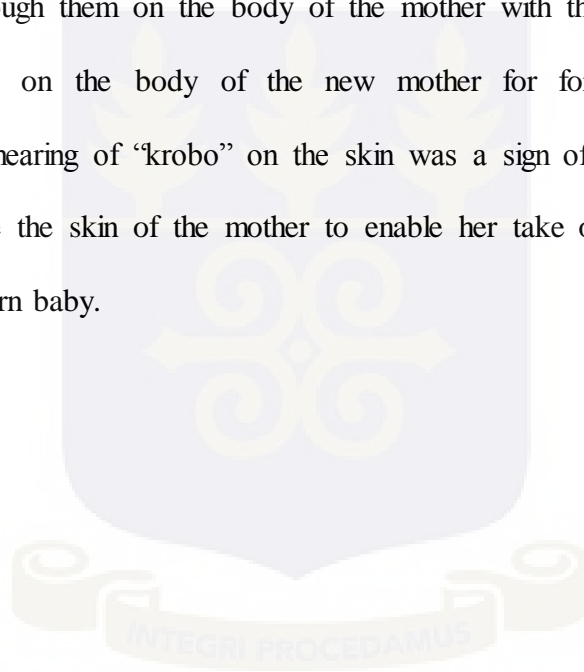 ugh them on the body of the mother with th
on the body of the new mother for fo
nearing of “krobo” on the skin was a sign of
the skin of the mother to enable her take
rn baby.
INTEGRI PROCEDAMUS